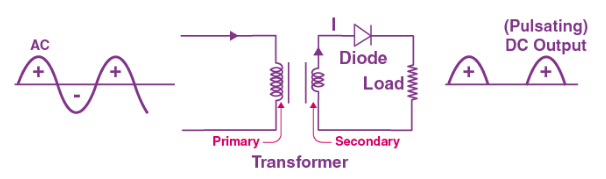 AC
+
-
+
I
Diode
Load
Primary
Secondary
Transformer
(Pulsating)
DC Output
+
+